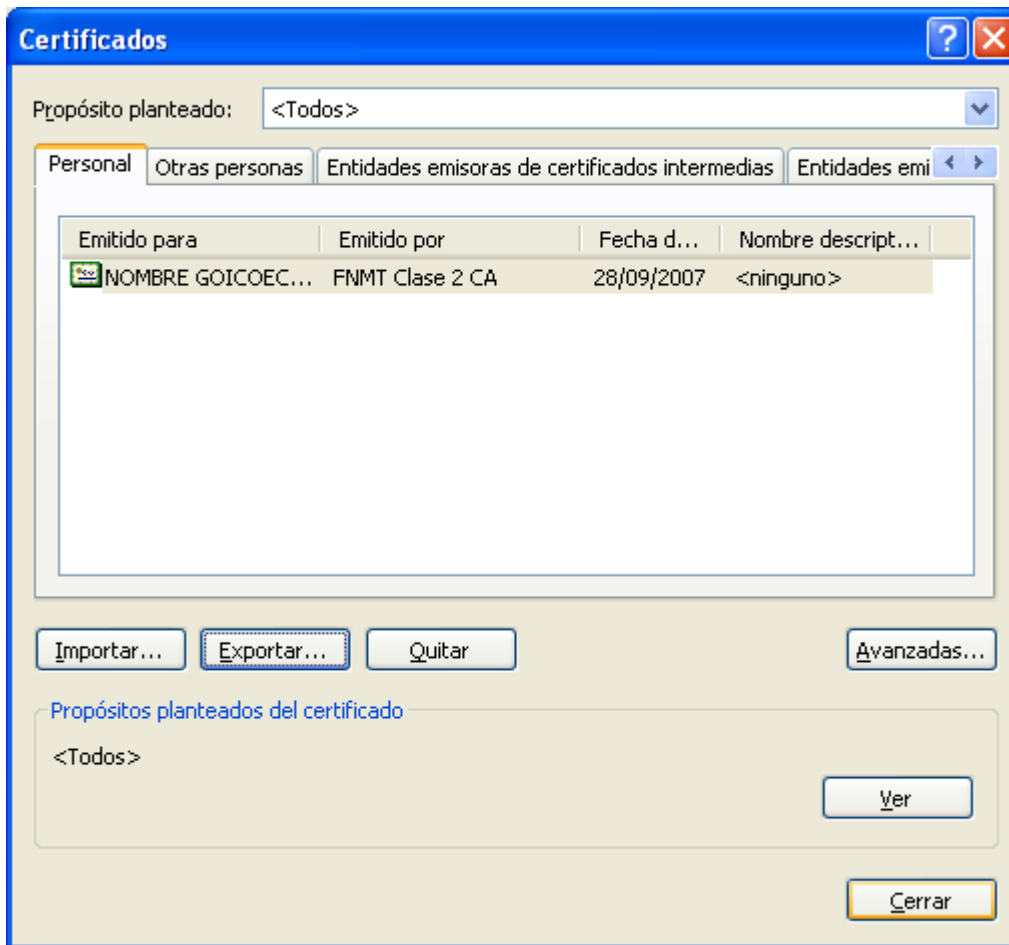 Certificados
Propósito planteado: <Todos>
Personal Otras personas Entidades emisoras de certificados intermedias Entidades emi
Emitido para Emitido por Fecha d... Nombre descript...
NOMBRE GOICOEC... FNMT Clase 2 CA 28/09/2007 <ninguno>
Importar... Exportar... Quitar Avanzadas...
Propósitos planteados del certificado
<Todos>
Ver
Cerrar